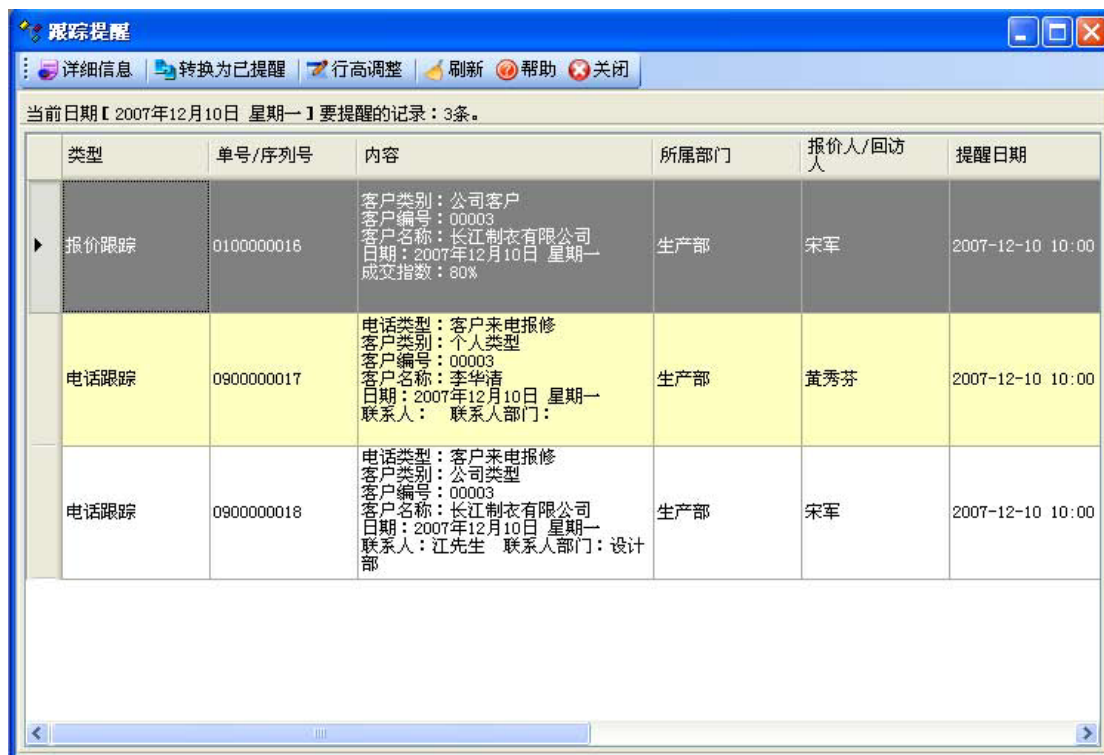 跟踪提醒
详细信息 转换为已提醒 行高调整 刷新 帮助 关闭
当前日期【 2007年12月10日 星期一 】要提醒的记录：3条。
类型 单号/序列号 内容 所属部门 报价人/回访
人 提醒日期
客户类别：公司客户
客户编号：00003
报价跟踪 0100000016 客户名称：长江制衣有限公司 生产部 宋军 2007-12-10 10:00
日期：2007年12月10日 星期一
成交指数：80%
电话类型：客户来电报修
客户类别：个人类型
客户编号：00003
电话跟踪 0900000017 客户名称：李华清 生产部 黄秀芬 2007-12-10 10:00
日期：2007年12月10日 星期一
联系人： 联系人部门：
电话类型：客户来电报修
客户类别：公司类型
客户编号：00003
电话跟踪 0900000018 客户名称：长江制衣有限公司 生产部 宋军 2007-12-10 10:00
日期：2007年12月10日 星期一
联系人：江先生 联系人部门：设计
部